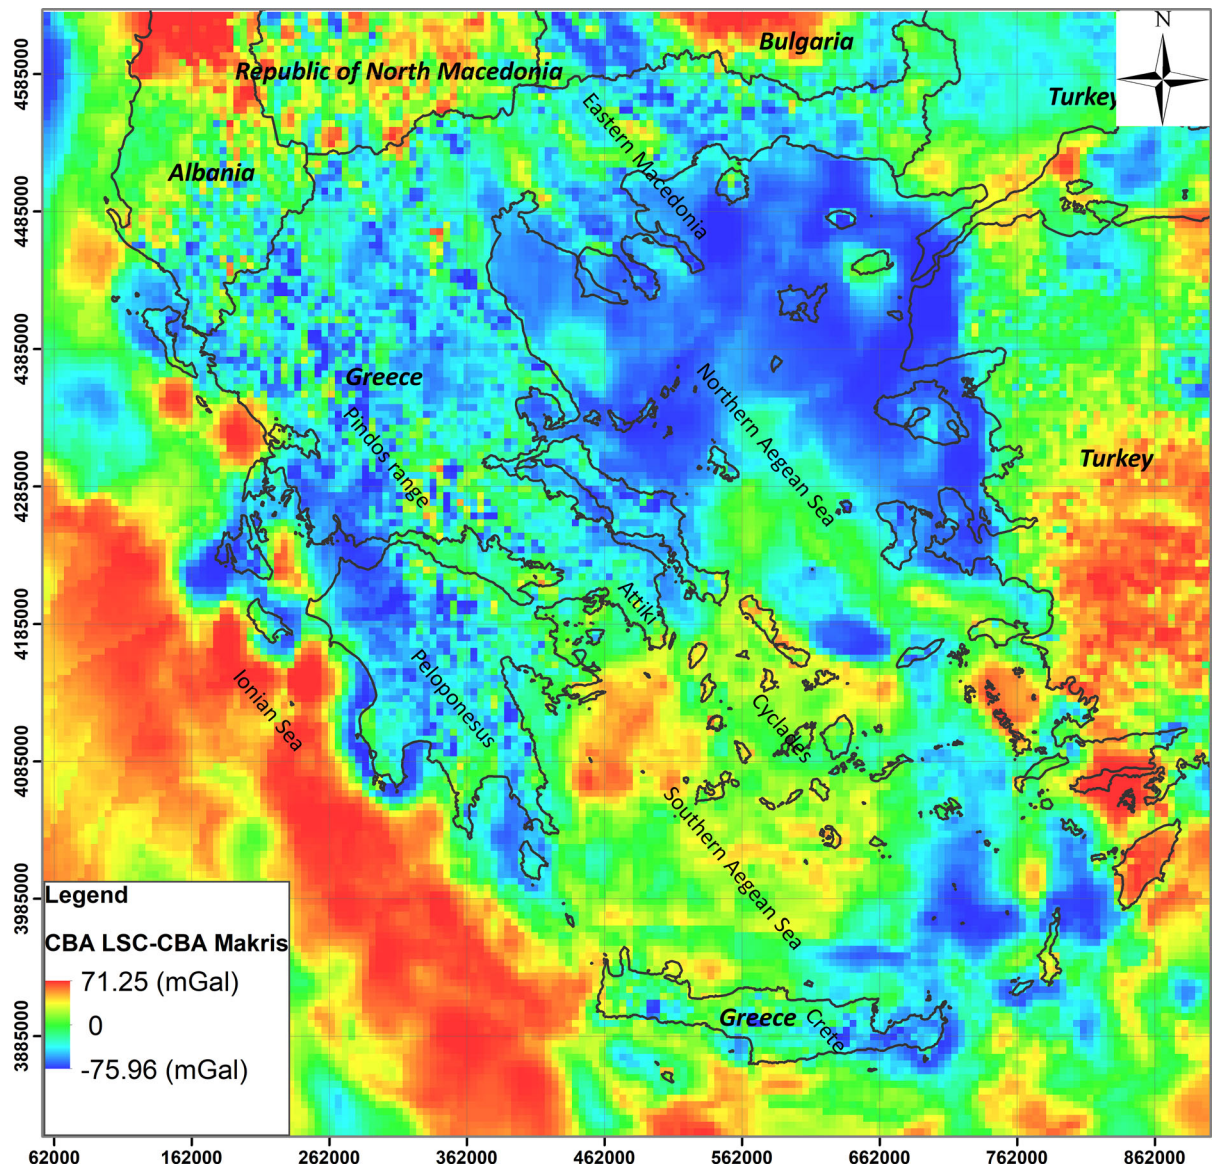 N
Bulgaria
Republic of North Macedonia
Turkey
Eastern Macedonia
Albania
Greece
Pindos range
Northern Aegean Sea
Turkey
Attiki
Peloponesus
Ionian Sea
Cyclades
Southern Aegean Sea
Greece
Crete
Legend
CBA LSC-CBA Makris
71.25 (mGal)
0
-75.96 (mGal)
4585000
4485000
4385000
4285000
4185000
4085000
3985000
3885000
62000 162000 262000 362000 462000 562000 662000 762000 862000